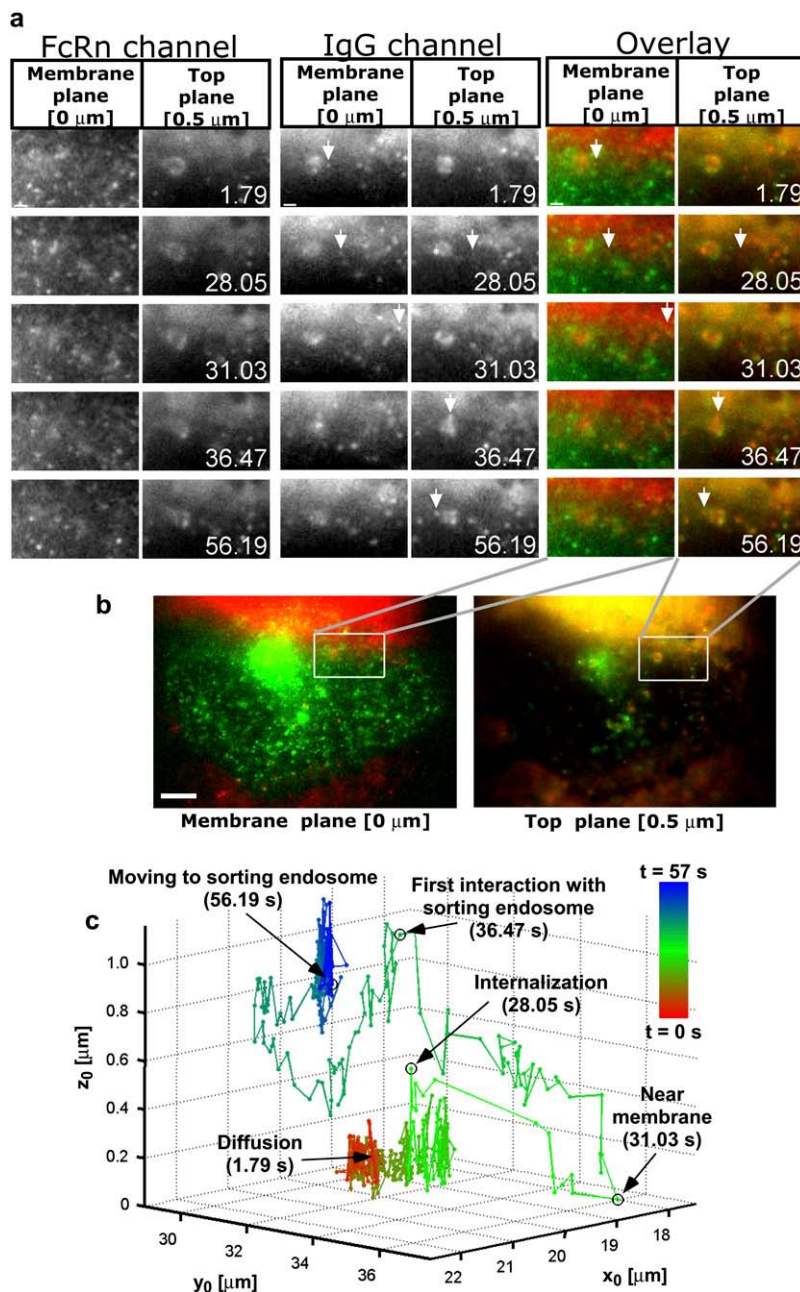 a
FcRn channel
IgG channel
Overlay
Membrane plane [0 μm]
Top plane [0.5 μm]
Membrane plane [0 μm]
Top plane [0.5 μm]
Membrane plane [0 μm]
Top plane [0.5 μm]
1.79
1.79
1.79
28.05
28.05
28.05
31.03
31.03
31.03
36.47
36.47
36.47
56.19
56.19
56.19
b
Membrane plane [0 μm]
Top plane [0.5 μm]
c
Moving to sorting endosome
(56.19 s)
First interaction with
sorting endosome
(36.47 s)
Internalization
(28.05 s)
Near
membrane
(31.03 s)
Diffusion
(1.79 s)
t = 57 s
t = 0 s
z₀ [μm]
1.0
0.8
0.6
0.4
0.2
0
30
32
34
36
y₀ [μm]
22
21
20
19
18
x₀ [μm]